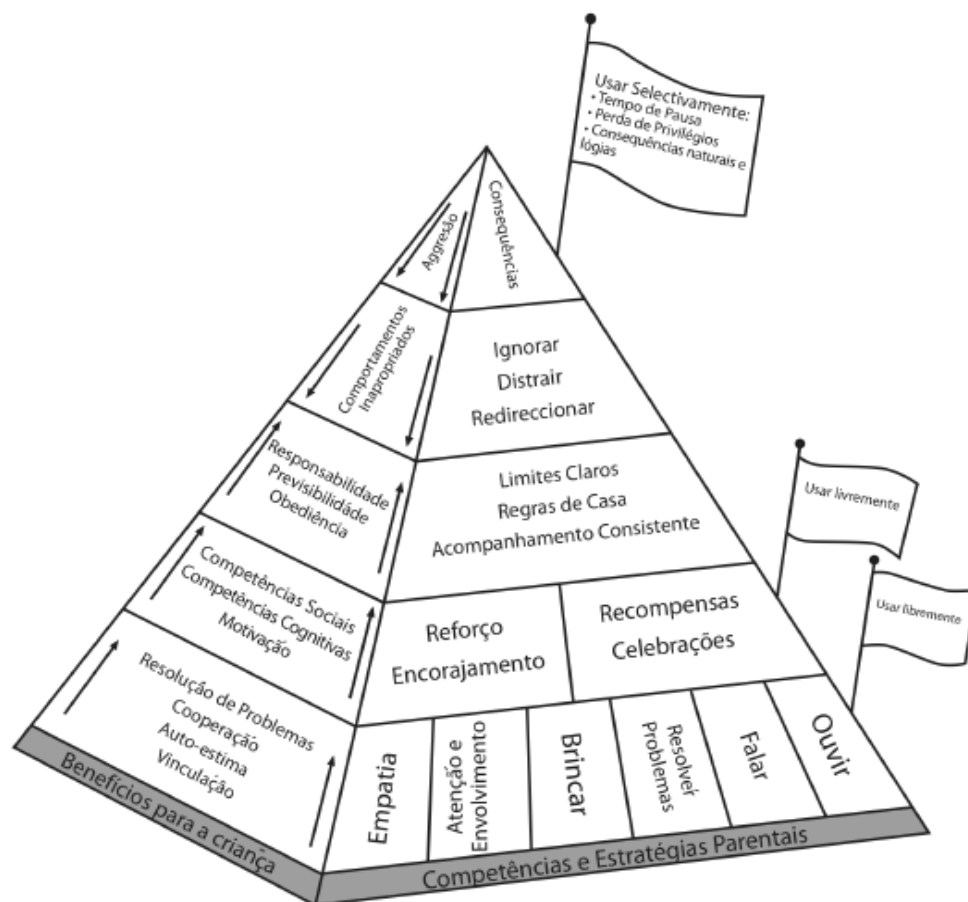 Usar Selectivamente:
• Tempo de Pausa
• Perda de Privilégios
• Consequências naturais e
lógias
Aggresão
Consequências
Comportamentos
Inapropriados
Ignorar
Distrair
Redireccionar
Responsabilidade
Previsibilidade
Obediência
Limites Claros
Regras de Casa
Acompanhamento Consistente
Usar livremente
Competências Sociais
Competências Cognitivas
Motivação
Reforço
Encorajamento
Recompensas
Celebrações
Usar libremente
Resolução de Problemas
Cooperação
Auto-estima
Vinculação
Empatia
Atenção e
Envolvimento
Brincar
Resolver
Problemas
Falar
Ouvir
Benefícios para a criança
Competências e Estratégias Parentais